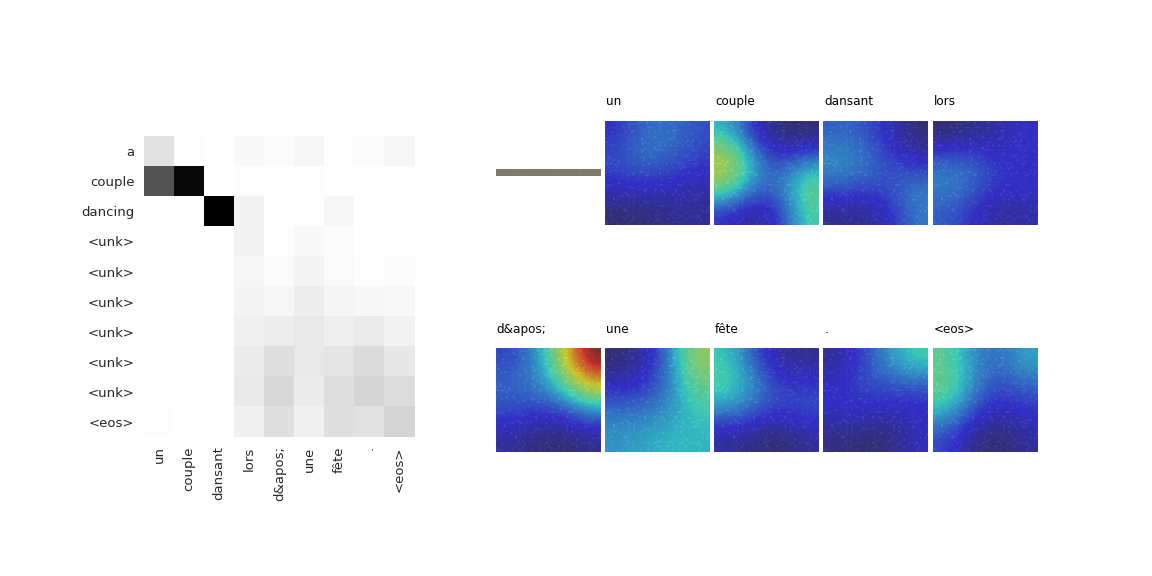 a
couple
dancing
<unk>
<unk>
<unk>
<unk>
<unk>
<unk>
<eos>
un couple dansant lors d&apos; une fête . <eos>
un couple dansant lors
d&apos; une fête . <eos>